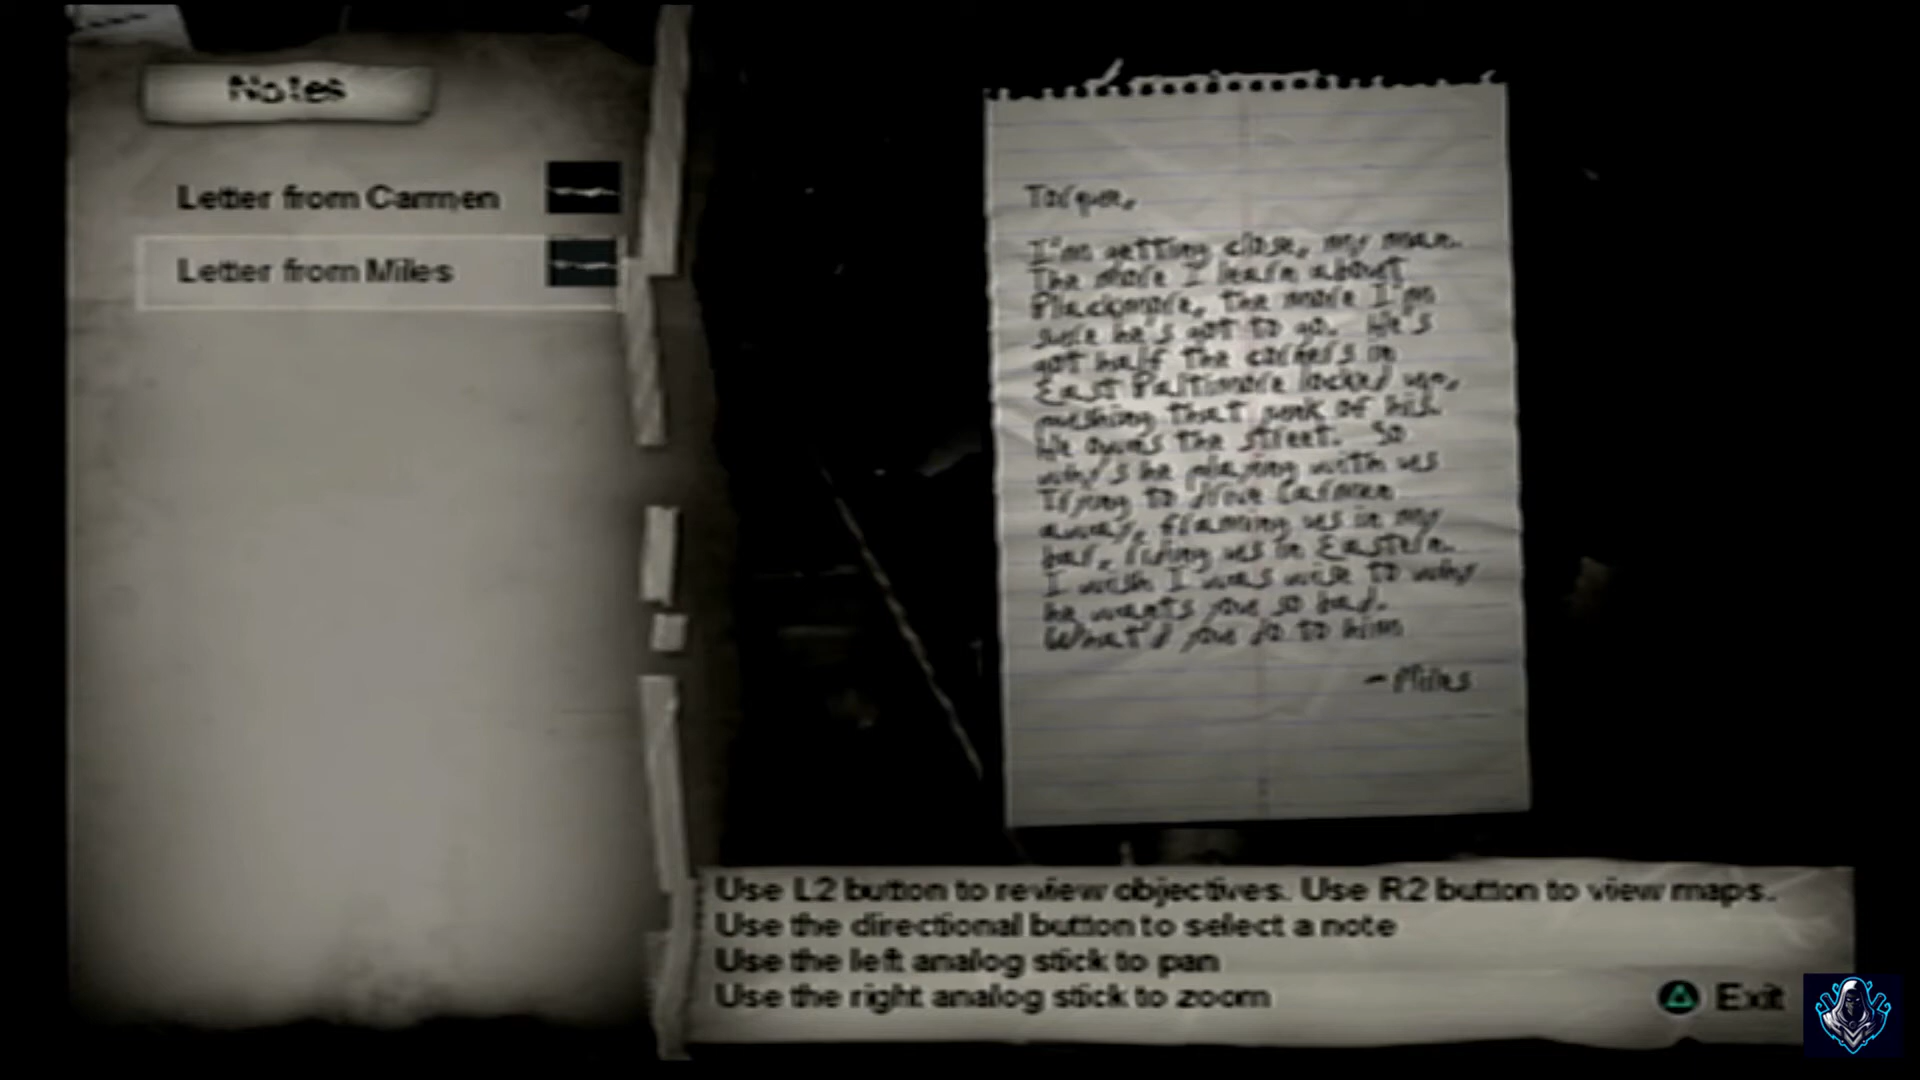 Notes
Letter from Carmen
Letter from Miles
Torque,
I'm getting close, my man.
The more I learn about
Blackmore, the more I'm
sure he's got to go. He's
got half the corners in
East Baltimore locked up,
pushing that junk of his.
He owns the street. So
why's he playing with us
Trying to drive Carmen
away, framing us in my
bar, icing us in Eastern.
I wish I was wise to why
he wants you so bad.
What'd you do to him
-Miles
Use L2 button to review objectives. Use R2 button to view maps.
Use the directional button to select a note
Use the left analog stick to pan
Use the right analog stick to zoom
Exit